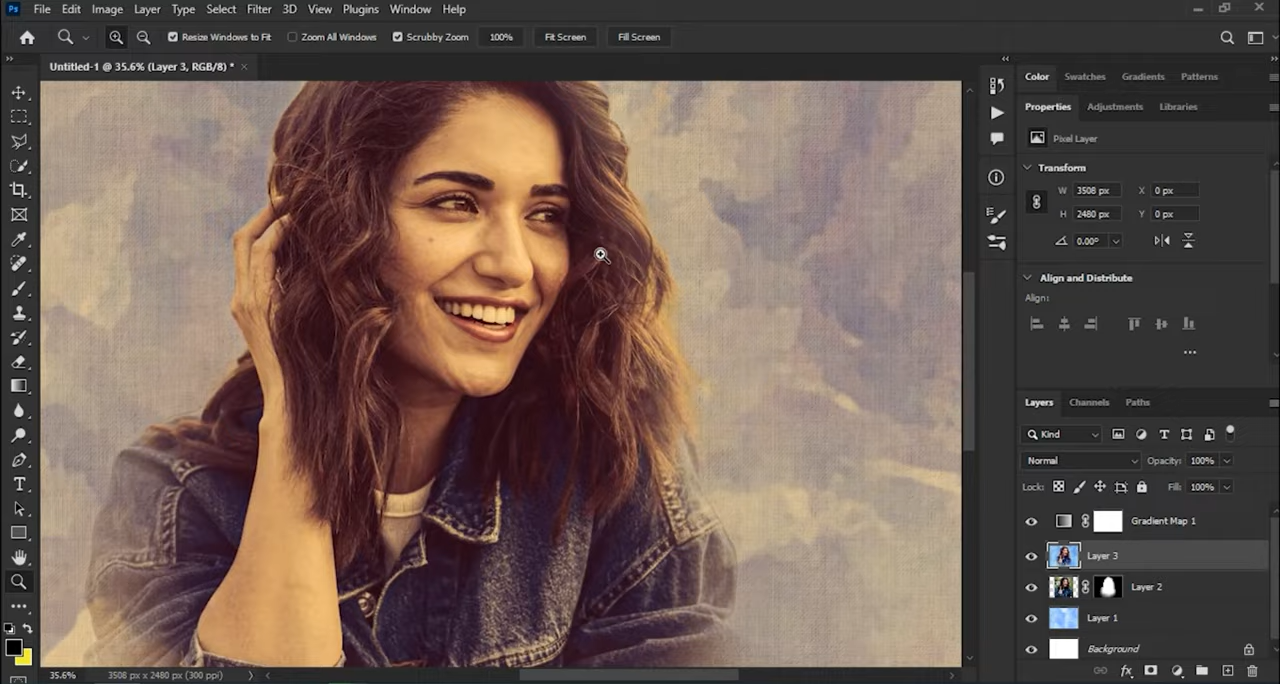 Ps File Edit Image Layer Type Select Filter 3D View Plugins Window Help
Resize Windows to Fit Zoom All Windows Scrubby Zoom 100% Fit Screen Fill Screen
Untitled-1 @ 35.6% (Layer 3, RGB/8) * ×
Color Swatches Gradients Patterns
Properties Adjustments Libraries
Pixel Layer
Transform
W 3508 px X 0 px
H 2480 px Y 0 px
0.00°
Align and Distribute
Align:
...
Layers Channels Paths
Kind
Normal Opacity: 100%
Lock: Fill: 100%
Gradient Map 1
Layer 3
Layer 2
Layer 1
Background
fx
35.6% 3508 px x 2480 px (300 ppi)